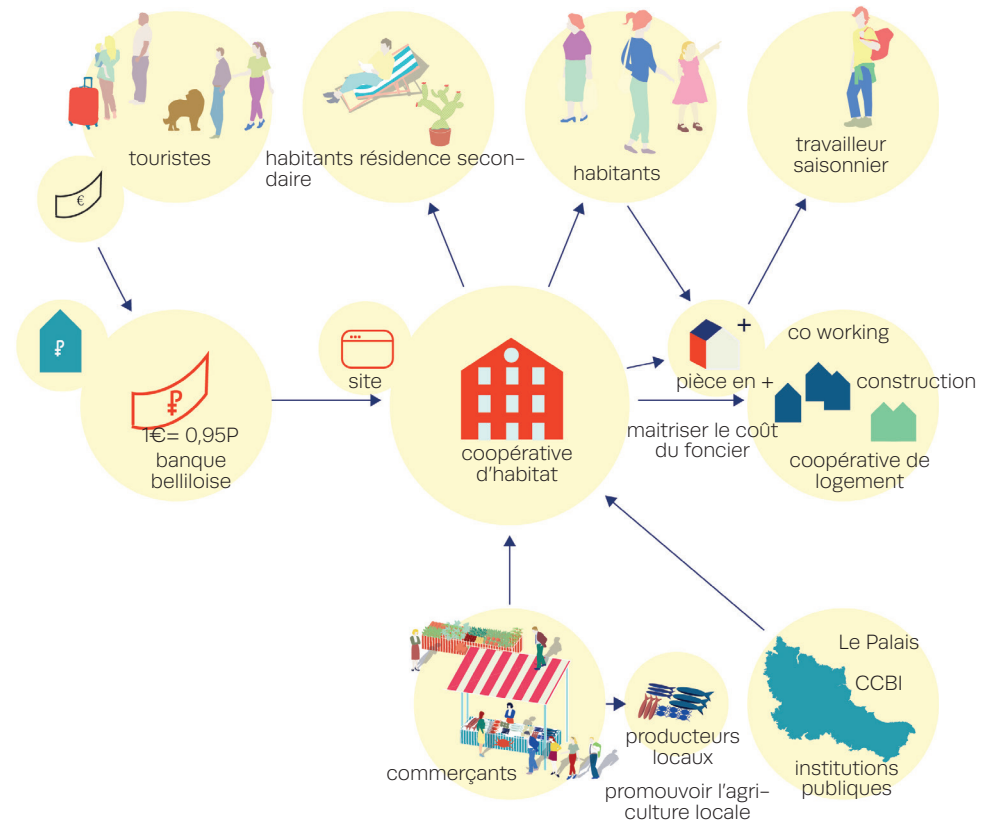 touristes
habitants résidence secon-
daire
habitants
travailleur
saisonnier
€
₽
site
+
co working
pièce en +
construction
₽
1€= 0,95P
banque
belliloise
coopérative
d'habitat
maitriser le coût
du foncier
coopérative de
logement
Le Palais
CCBI
commerçants
producteurs
locaux
institutions
publiques
promouvoir l'agri-
culture locale